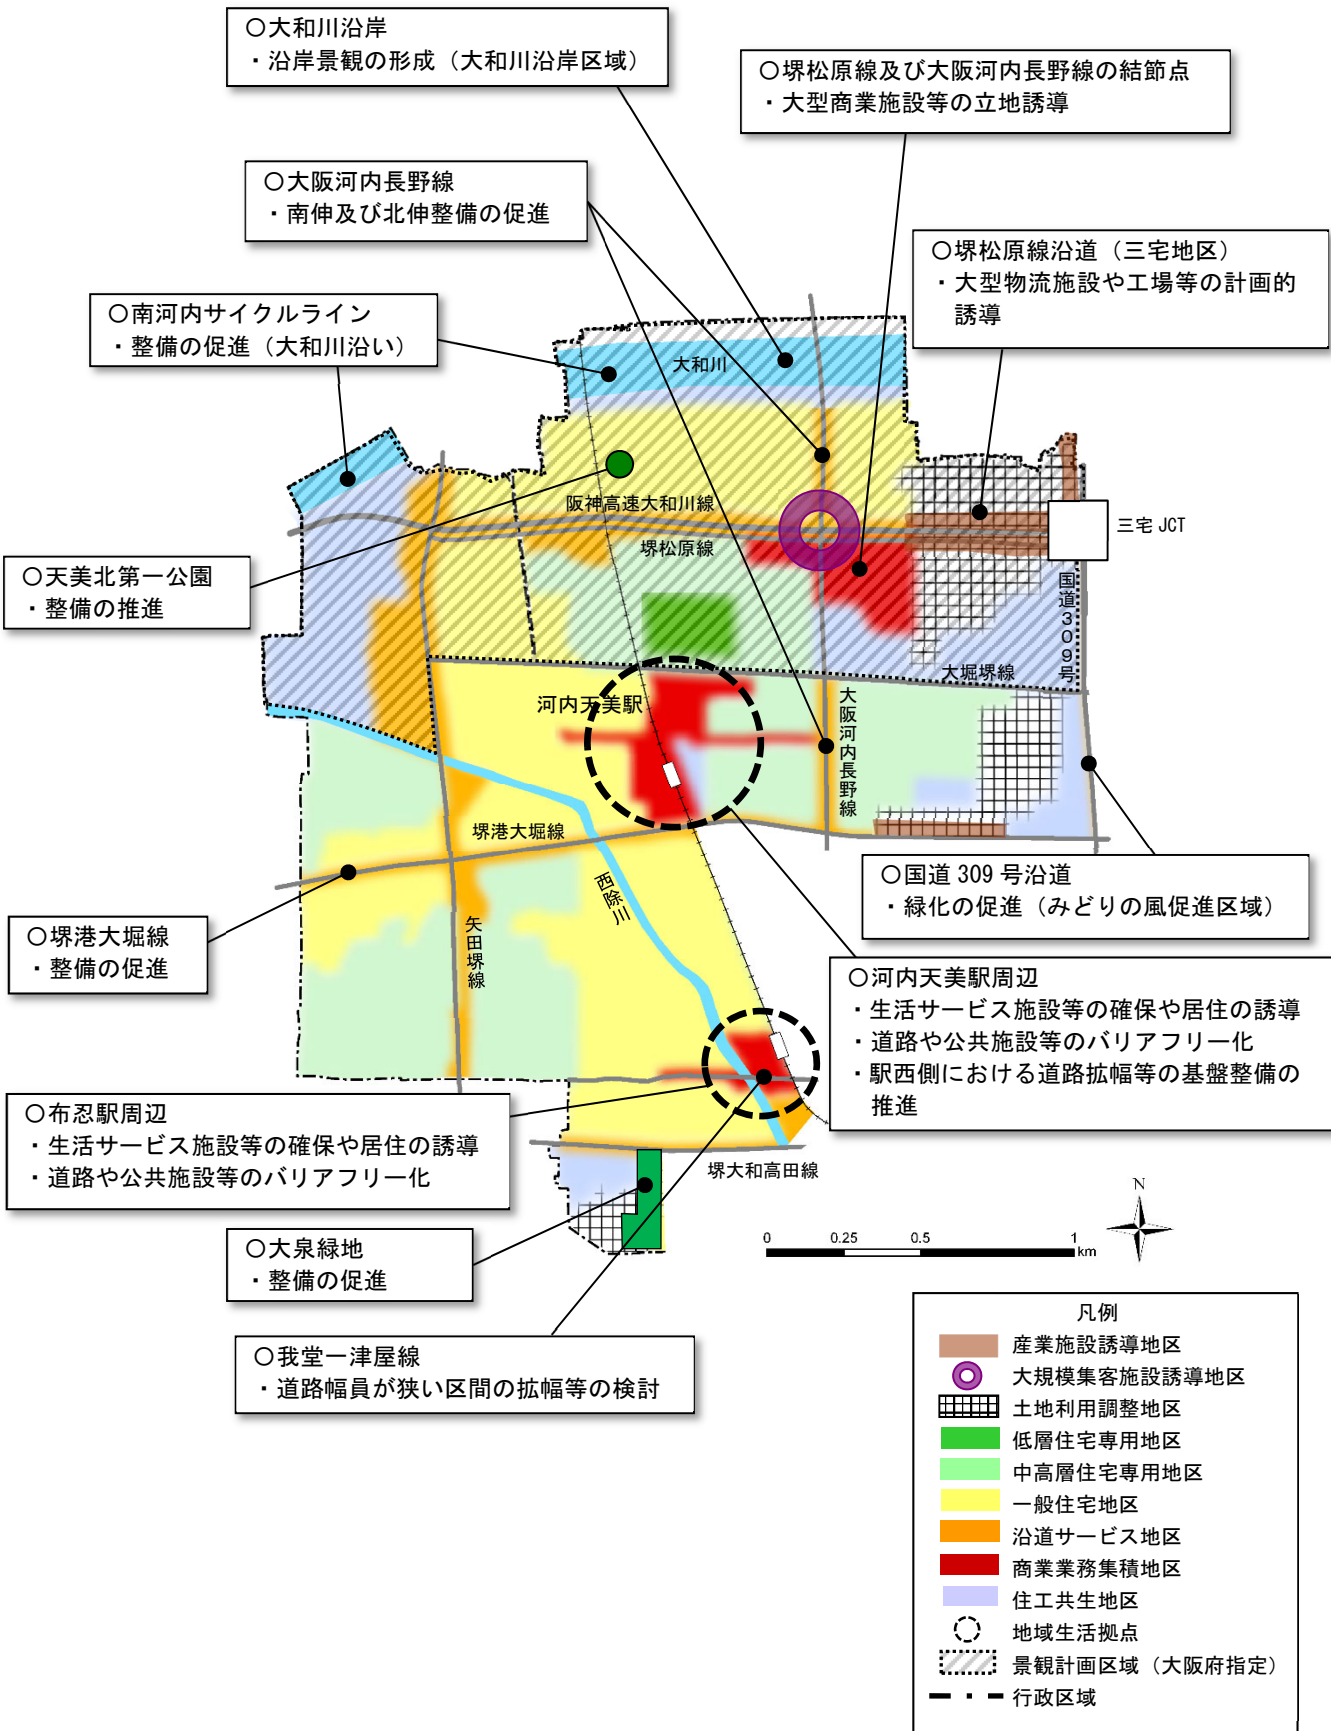 〇大和川沿岸
・沿岸景観の形成（大和川沿岸区域）
〇堺松原線及び大阪河内長野線の結節点
・大型商業施設等の立地誘導
〇大阪河内長野線
・南伸及び北伸整備の促進
〇堺松原線沿道（三宅地区）
・大型物流施設や工場等の計画的
誘導
〇南河内サイクルライン
・整備の促進（大和川沿い）
大和川
阪神高速大和川線
三宅 JCT
堺松原線
〇天美北第一公園
・整備の推進
国道309号
大堀堺線
河内天美駅
大阪河内長野線
堺港大堀線
西除川
〇国道 309 号沿道
・緑化の促進（みどりの風促進区域）
〇堺港大堀線
・整備の促進
矢田堺線
〇河内天美駅周辺
・生活サービス施設等の確保や居住の誘導
・道路や公共施設等のバリアフリー化
・駅西側における道路拡幅等の基盤整備の
推進
〇布忍駅周辺
・生活サービス施設等の確保や居住の誘導
・道路や公共施設等のバリアフリー化
堺大和高田線
〇大泉緑地
・整備の促進
N
0 0.25 0.5 1
km
〇我堂一津屋線
・道路幅員が狭い区間の拡幅等の検討
凡例
産業施設誘導地区
大規模集客施設誘導地区
土地利用調整地区
低層住宅専用地区
中高層住宅専用地区
一般住宅地区
沿道サービス地区
商業業務集積地区
住工共生地区
地域生活拠点
景観計画区域（大阪府指定）
行政区域